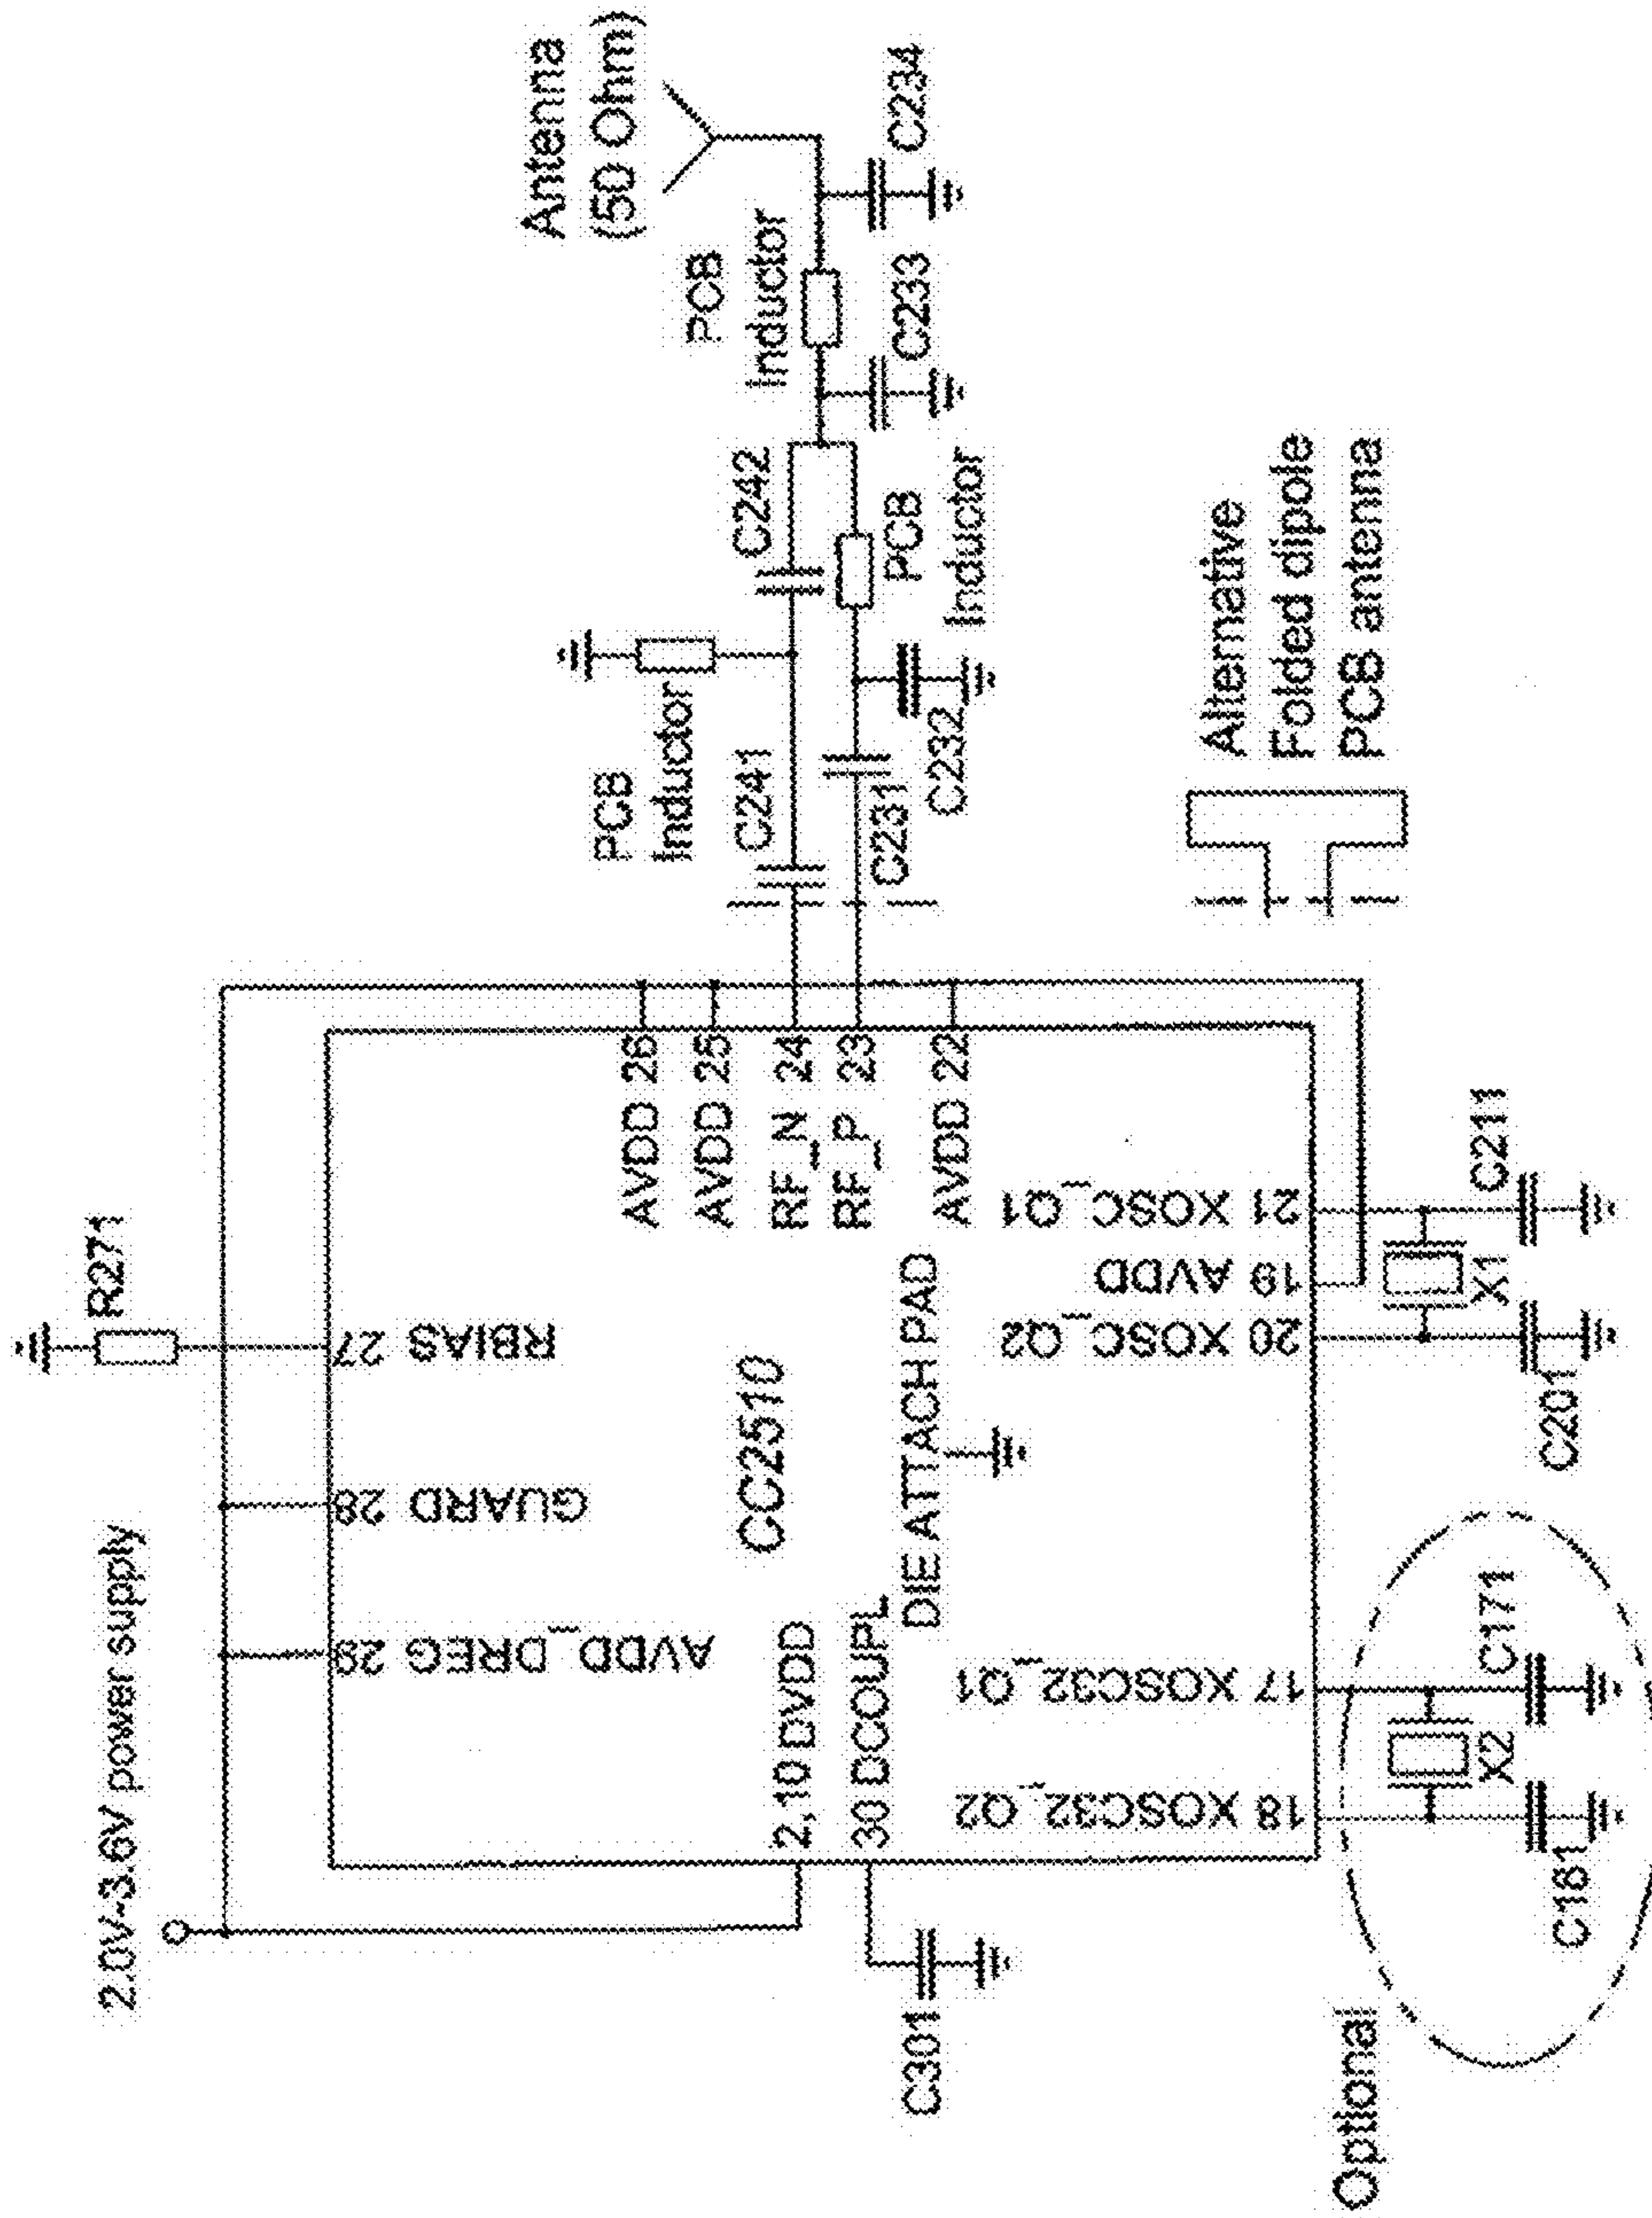 2.0V-3.6V power supply
R271
Antenna
(50 Ohm)
29 AVDD_DREG
28 GUARD
27 RBIAS
AVDD 26
AVDD 25
RF_N 24
RF_P 23
AVDD 22
CC2510
2,10 DVDD
30 DCOUPL
DIE ATTACH PAD
C301
PCB
Inductor
C241
C242
PCB
Inductor
C234
C231
C232
PCB
Inductor
C233
18 XOSC32_Q2
17 XOSC32_Q1
20 XOSC_Q2
19 AVDD
21 XOSC_Q1
Alternative
Folded dipole
PCB antenna
Optional
X2
C181
C171
X1
C201
C211